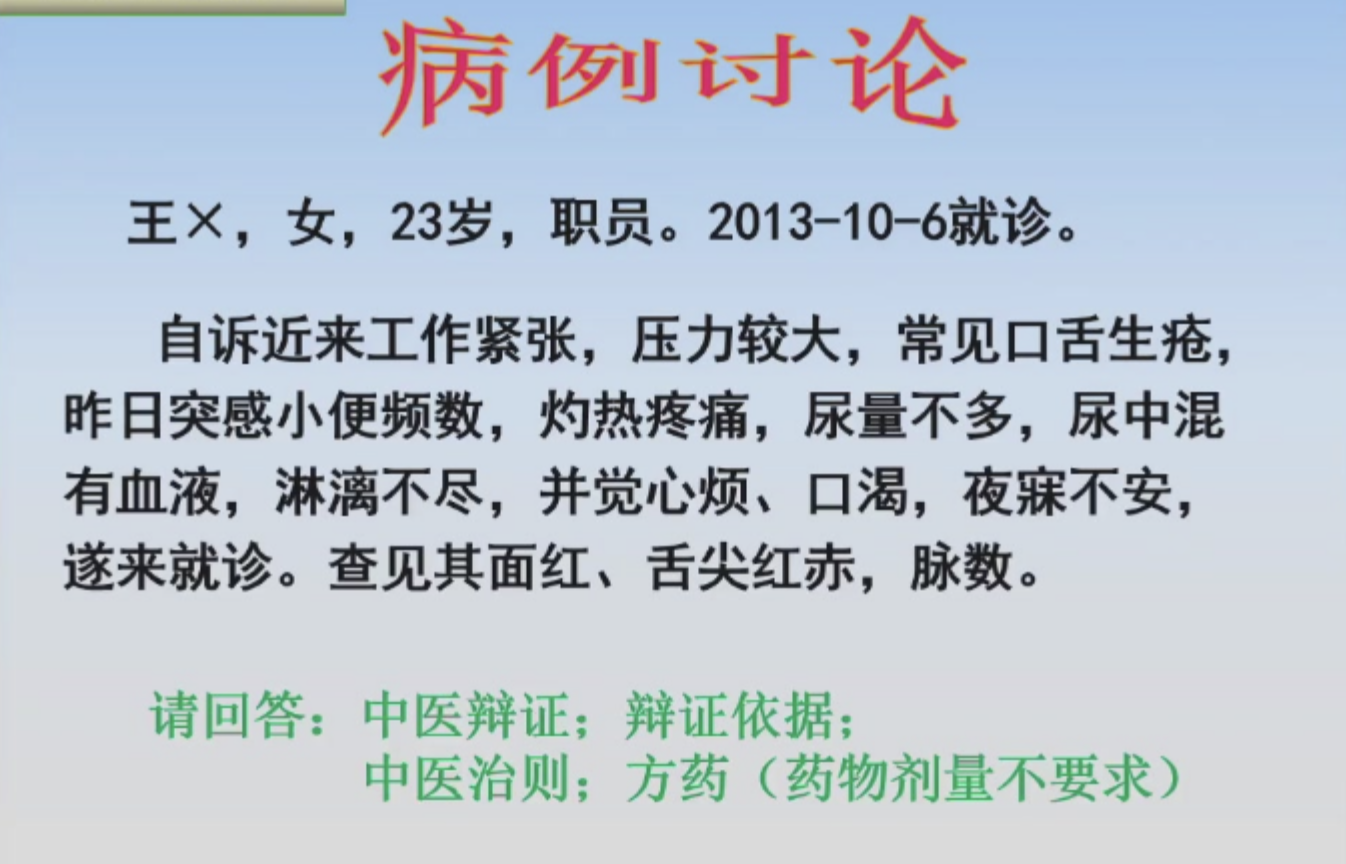 病例讨论
王×，女，23岁，职员。2013-10-6就诊。
自诉近来工作紧张，压力较大，常见口舌生疮，
昨日突感小便频数，灼热疼痛，尿量不多，尿中混
有血液，淋漓不尽，并觉心烦、口渴，夜寐不安，
遂来就诊。查见其面红、舌尖红赤，脉数。
请回答：中医辩证；辩证依据；
中医治则；方药（药物剂量不要求）